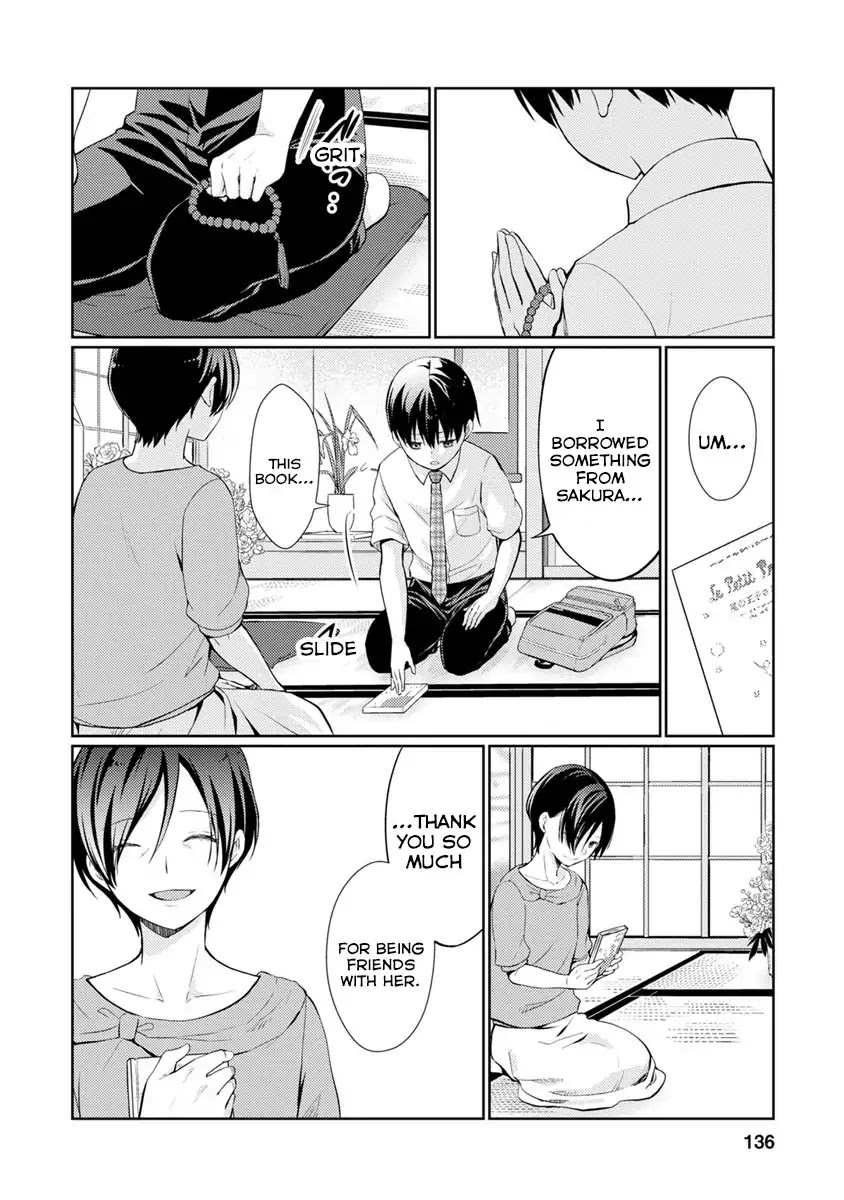 GRIT
UM...
I
BORROWED
SOMETHING
FROM
SAKURA...
Le Petit
THIS
BOOK...
SLIDE
...THANK
YOU SO
MUCH
FOR BEING
FRIENDS
WITH HER.
136